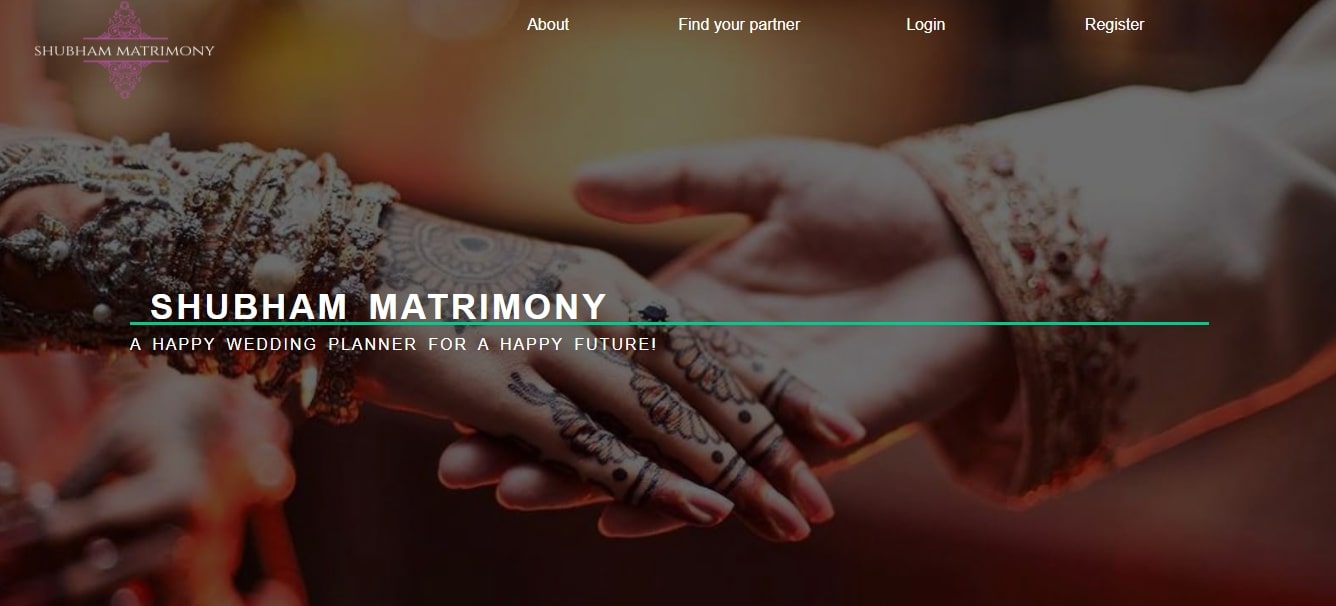 SHUBHAM MATRIMONY
About
Find your partner
Login
Register
SHUBHAM MATRIMONY
A HAPPY WEDDING PLANNER FOR A HAPPY FUTURE!